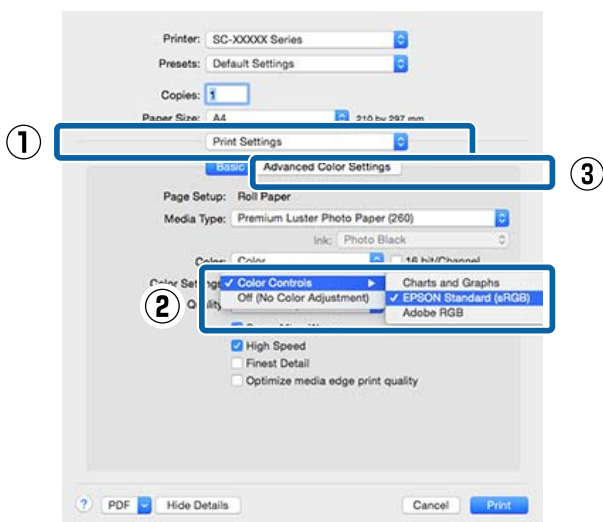 Printer: SC-XXXXX Series
Presets: Default Settings
Copies: 1
Paper Size: A4 210 by 297 mm
① Print Settings
Basic Advanced Color Settings ③
Page Setup: Roll Paper
Media Type: Premium Luster Photo Paper (260)
Ink: Photo Black
Color: Color 16 bit/Channel
Color Settings ✓ Color Controls ▶ Charts and Graphs
② Off (No Color Adjustment) ✓ EPSON Standard (sRGB)
Adobe RGB
High Speed
Finest Detail
Optimize media edge print quality
? PDF Hide Details Cancel Print